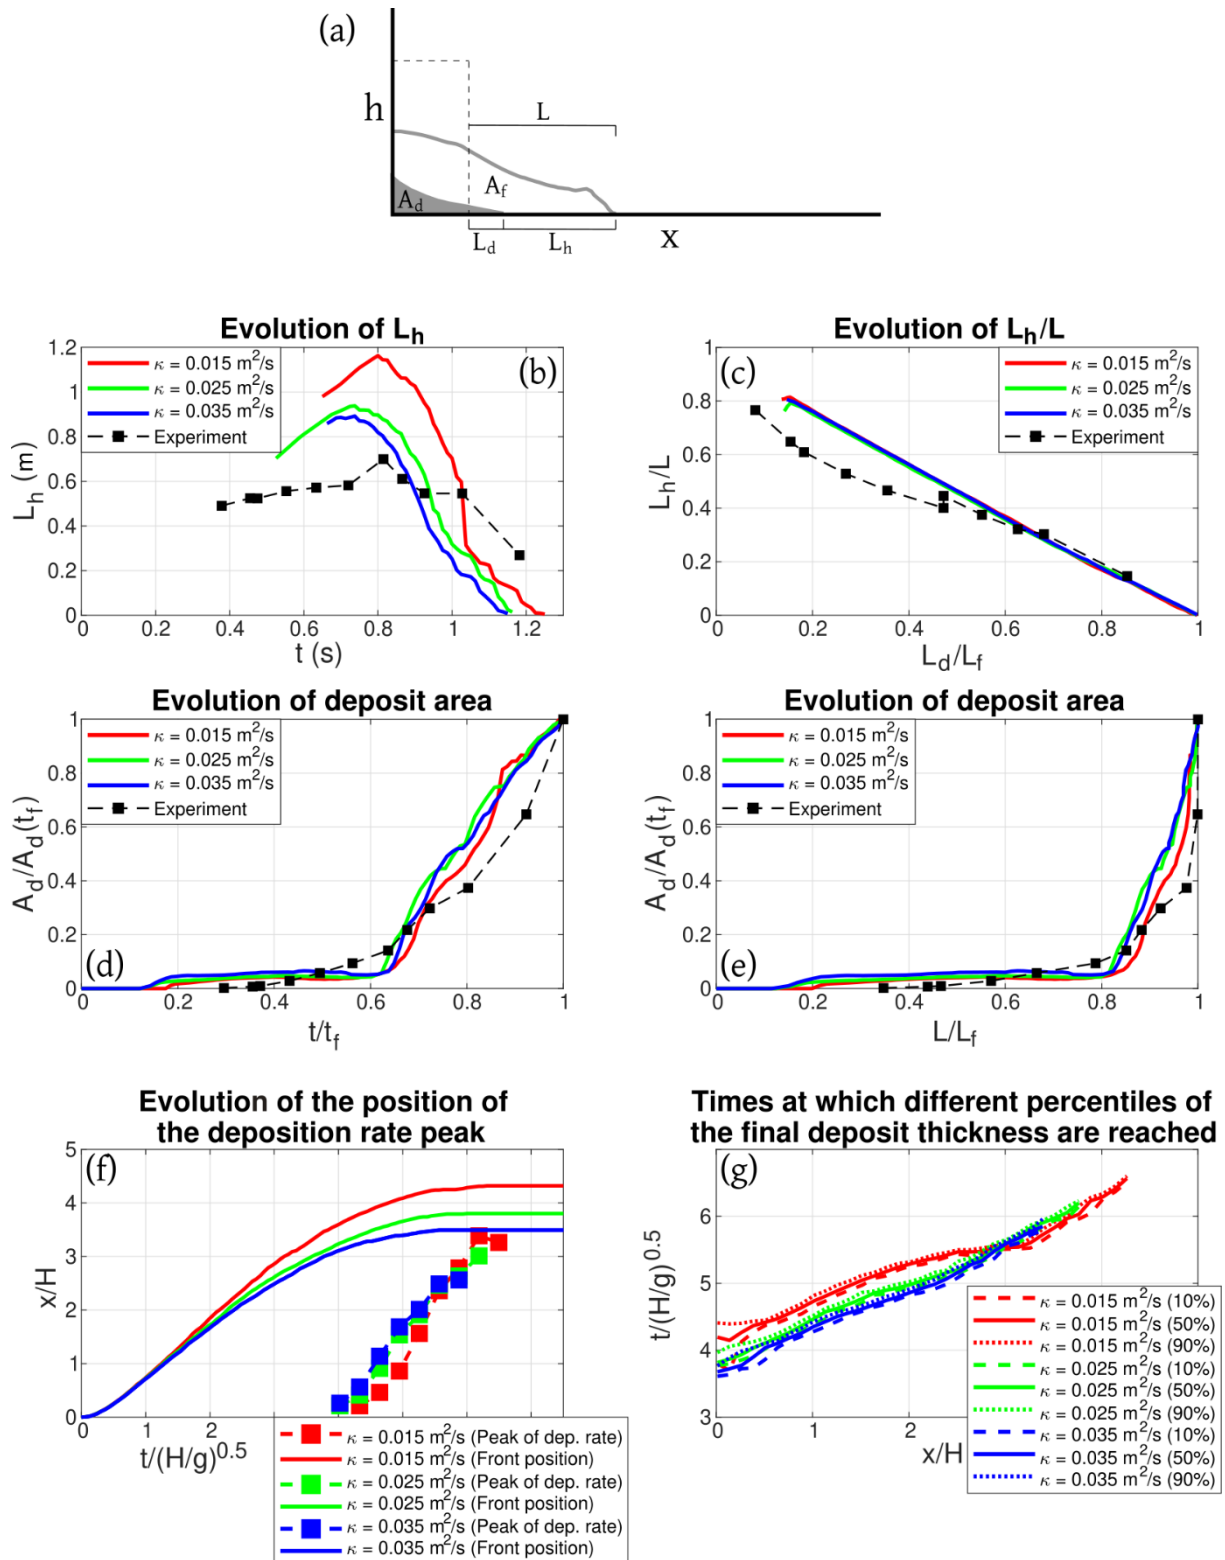 (a)
h
L
A_d
A_f
L_d
L_h
x
Evolution of L_h
1.2
1
0.8
0.6
0.4
0.2
0
κ = 0.015 m²/s
κ = 0.025 m²/s
κ = 0.035 m²/s
Experiment
(b)
L_h (m)
0 0.2 0.4 0.6 0.8 1 1.2
t (s)
Evolution of L_h/L
1
0.8
0.6
0.4
0.2
0
κ = 0.015 m²/s
κ = 0.025 m²/s
κ = 0.035 m²/s
Experiment
(c)
L_h/L
0 0.2 0.4 0.6 0.8 1
L_d/L_f
Evolution of deposit area
1
0.8
0.6
0.4
0.2
0
κ = 0.015 m²/s
κ = 0.025 m²/s
κ = 0.035 m²/s
Experiment
A_d/A_d(t_f)
(d)
0 0.2 0.4 0.6 0.8 1
t/t_f
Evolution of deposit area
1
0.8
0.6
0.4
0.2
0
κ = 0.015 m²/s
κ = 0.025 m²/s
κ = 0.035 m²/s
Experiment
A_d/A_d(t_f)
(e)
0 0.2 0.4 0.6 0.8 1
L/L_f
Evolution of the position of
the deposition rate peak
5
4
3
2
1
0
(f)
x/H
0 1 2
t/(H/g)^0.5
κ = 0.015 m²/s (Peak of dep. rate)
κ = 0.015 m²/s (Front position)
κ = 0.025 m²/s (Peak of dep. rate)
κ = 0.025 m²/s (Front position)
κ = 0.035 m²/s (Peak of dep. rate)
κ = 0.035 m²/s (Front position)
Times at which different percentiles of
the final deposit thickness are reached
7
6
5
4
3
(g)
t/(H/g)^0.5
0 1 2
x/H
κ = 0.015 m²/s (10%)
κ = 0.015 m²/s (50%)
κ = 0.015 m²/s (90%)
κ = 0.025 m²/s (10%)
κ = 0.025 m²/s (50%)
κ = 0.025 m²/s (90%)
κ = 0.035 m²/s (10%)
κ = 0.035 m²/s (50%)
κ = 0.035 m²/s (90%)